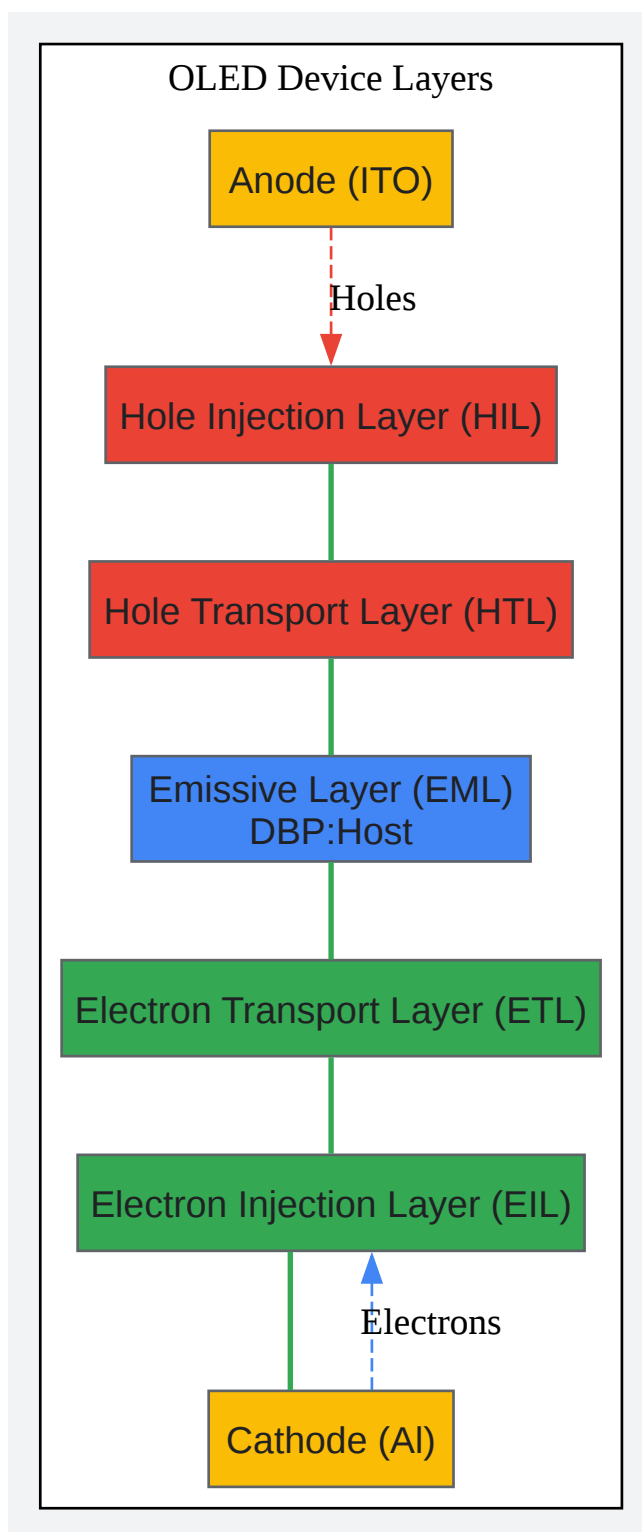 OLED Device Layers
Anode (ITO)
Holes
Hole Injection Layer (HIL)
Hole Transport Layer (HTL)
Emissive Layer (EML)
DBP:Host
Electron Transport Layer (ETL)
Electron Injection Layer (EIL)
Electrons
Cathode (Al)